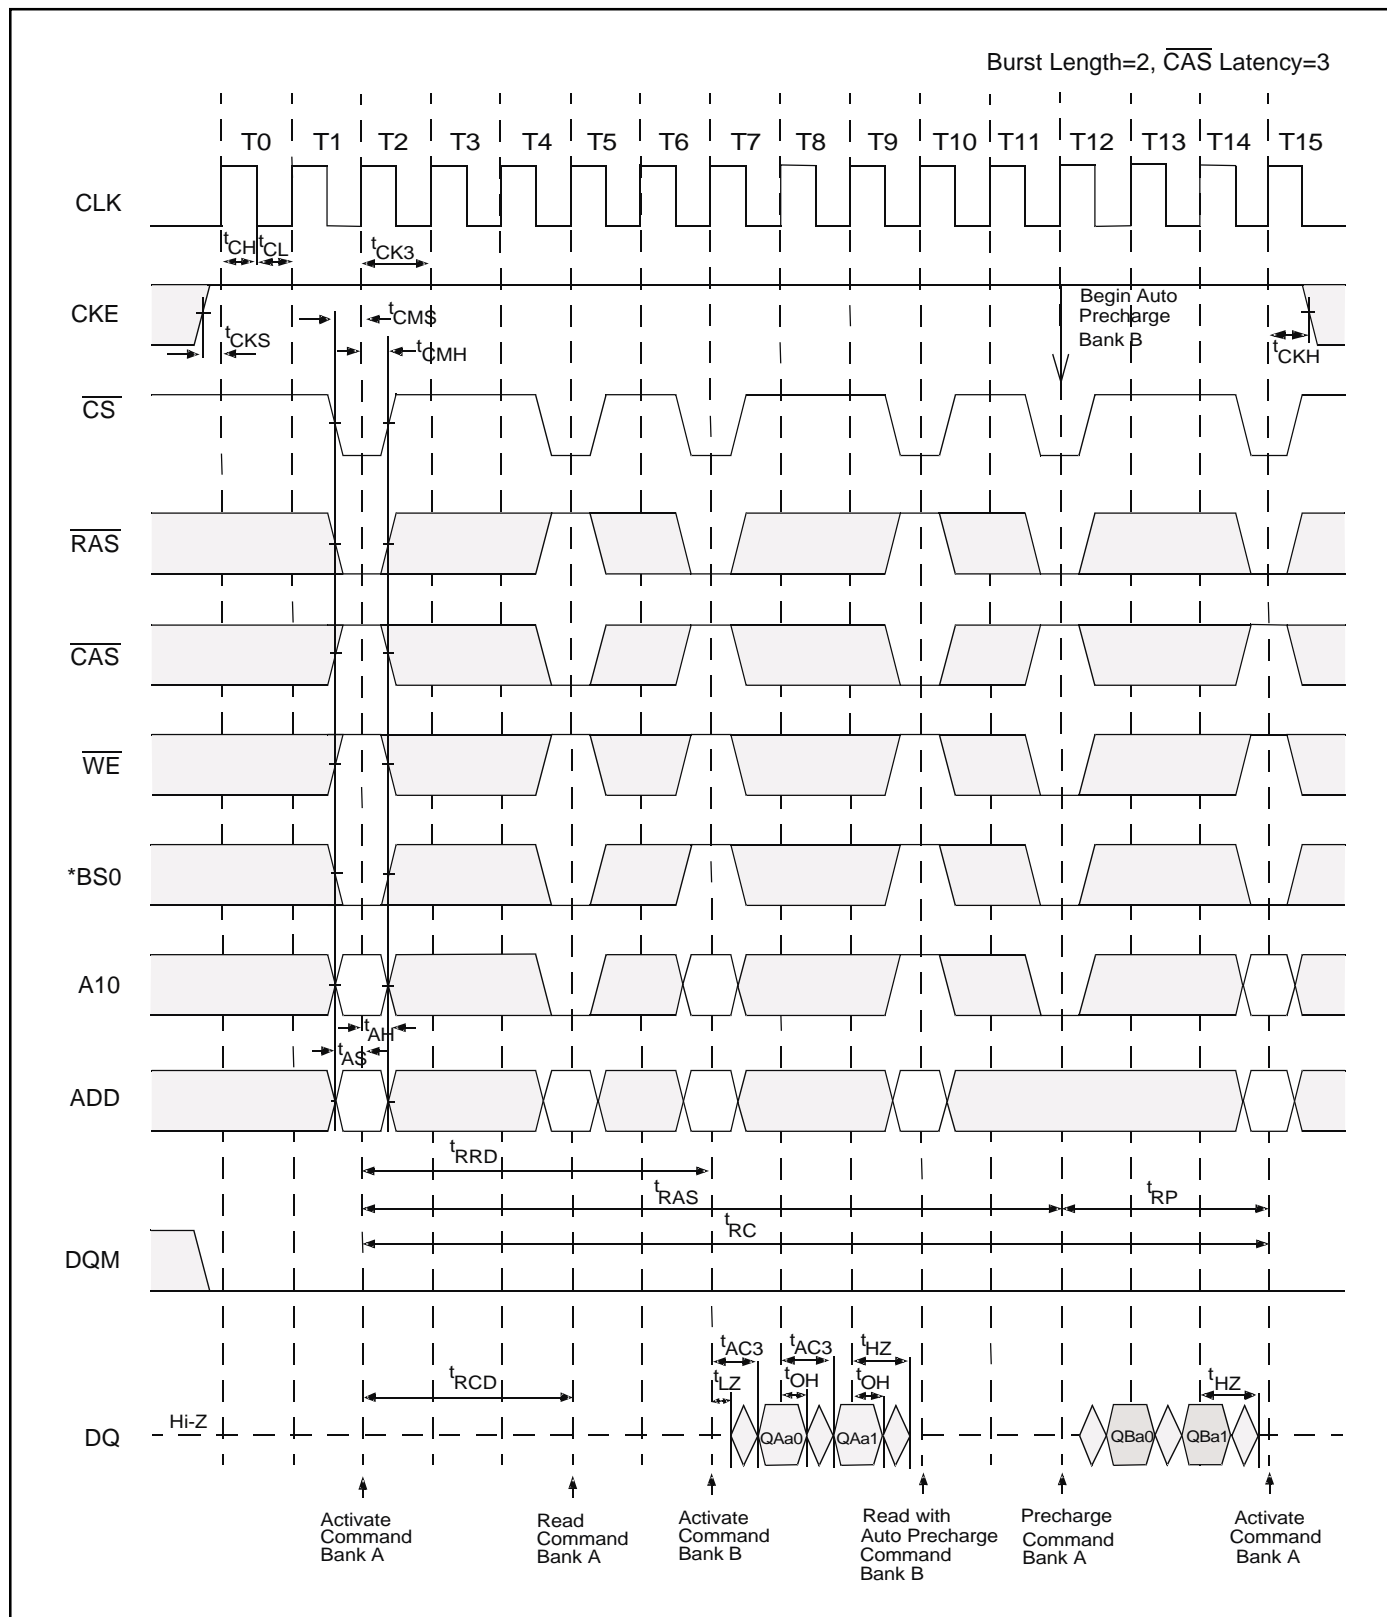 Burst Length=2, CAS Latency=3
T0 T1 T2 T3 T4 T5 T6 T7 T8 T9 T10 T11 T12 T13 T14 T15
CLK
tCH tCL tCK3
CKE
tCKS
tCMS
tCMH
Begin Auto
Precharge
Bank B
tCKH
CS
RAS
CAS
WE
*BS0
A10
tAH
tAS
ADD
tRRD
tRAS
tRP
tRC
DQM
tAC3 tAC3 tHZ
tRCD
tLZ tOH tOH
tHZ
Hi-Z
DQ
QAa0 QAa1 QBa0 QBa1
Activate
Command
Bank A
Read
Command
Bank A
Activate
Command
Bank B
Read with
Auto Precharge
Command
Bank B
Precharge
Command
Bank A
Activate
Command
Bank A